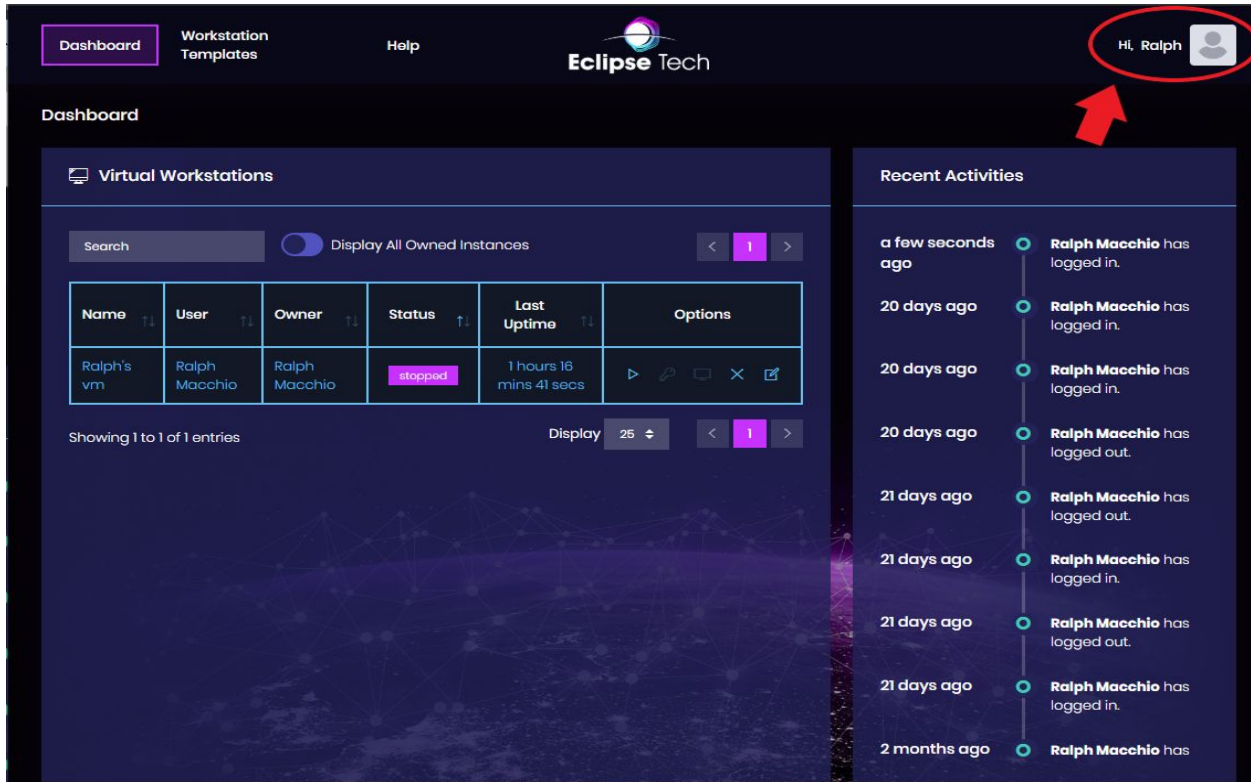 Dashboard
Workstation
Templates
Help
Eclipse Tech
Hi, Ralph
Dashboard
Virtual Workstations
Search
Display All Owned Instances
< 1 >
Name
User
Owner
Status
Last
Uptime
Options
Ralph's
vm
Ralph
Macchio
Ralph
Macchio
stopped
1 hours 16
mins 41 secs
Showing 1 to 1 of 1 entries
Display 25
< 1 >
Recent Activities
a few seconds
ago
Ralph Macchio has
logged in.
20 days ago
Ralph Macchio has
logged in.
20 days ago
Ralph Macchio has
logged in.
20 days ago
Ralph Macchio has
logged out.
21 days ago
Ralph Macchio has
logged out.
21 days ago
Ralph Macchio has
logged in.
21 days ago
Ralph Macchio has
logged out.
21 days ago
Ralph Macchio has
logged in.
2 months ago
Ralph Macchio has